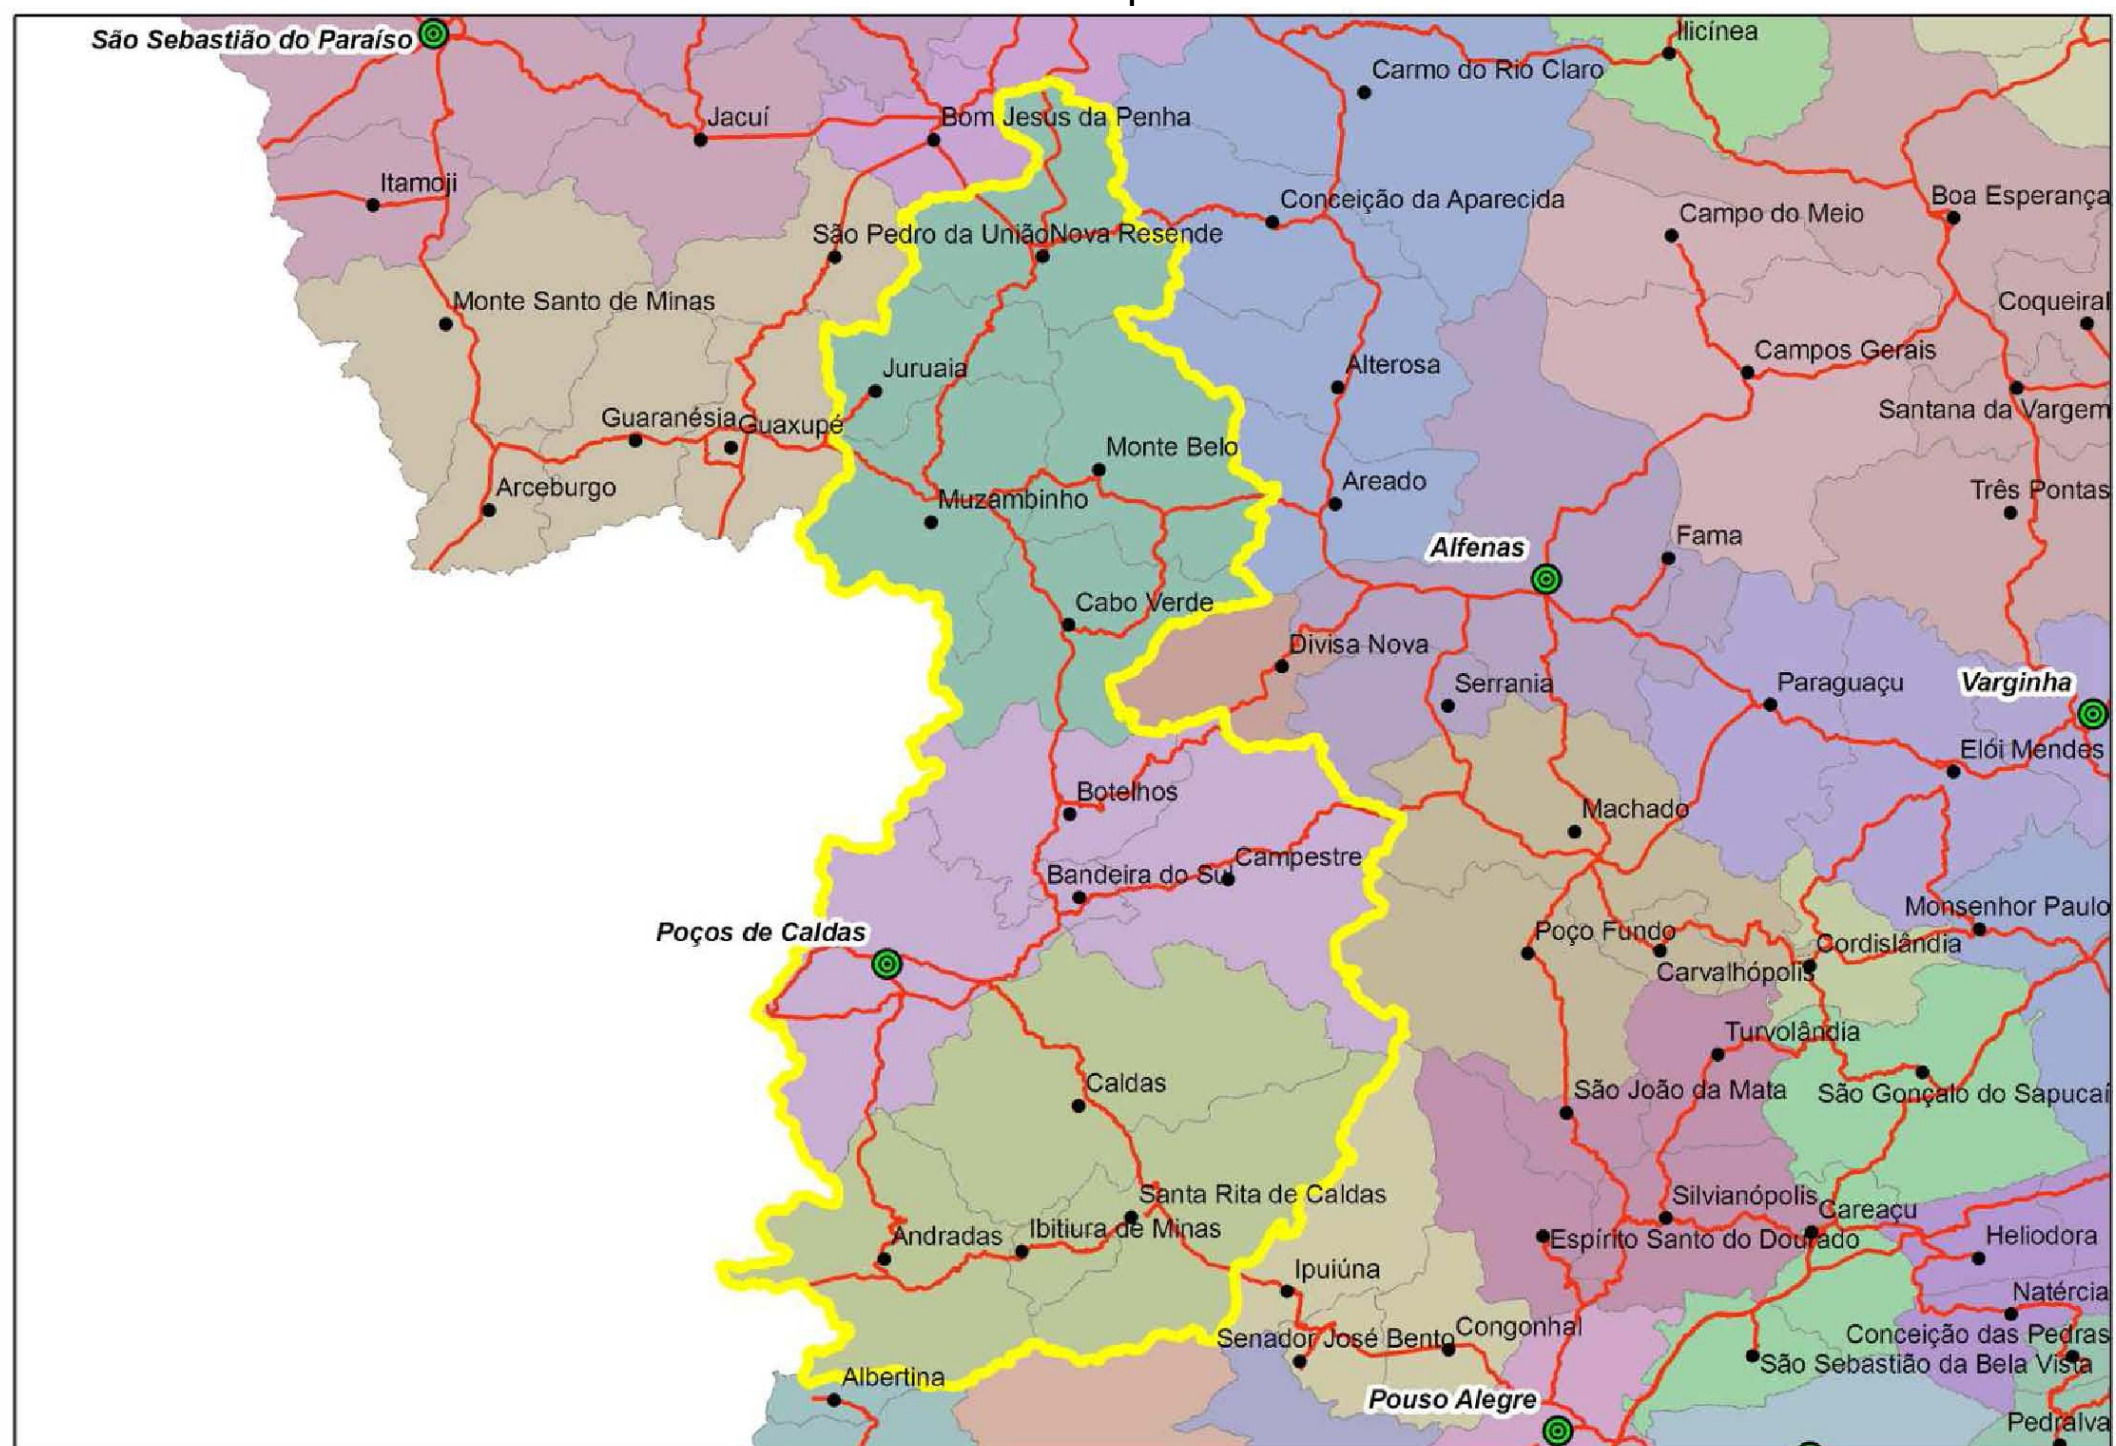 São Sebastião do Paraíso
Ilicínea
Carmo do Rio Claro
Jacuí
Bom Jesus da Penha
Itamoji
Conceição da Aparecida
Boa Esperança
Campo do Meio
São Pedro da União
Nova Resende
Monte Santo de Minas
Coqueiral
Juruaia
Alterosa
Campos Gerais
Guaranésia
Guaxupé
Santana da Vargem
Monte Belo
Arceburgo
Areado
Três Pontas
Muzambinho
Alfenas
Fama
Cabo Verde
Divisa Nova
Serrania
Paraguaçu
Varginha
Elói Mendes
Botelhos
Machado
Campestre
Bandeira do Sul
Poços de Caldas
Monsenhor Paulo
Poço Fundo
Cordislândia
Carvalhópolis
Turvolândia
Caldas
São João da Mata
São Gonçalo do Sapucaí
Santa Rita de Caldas
Silvianópolis
Careaçu
Andradas
Ibitiura de Minas
Espírito Santo do Dourado
Heliodora
Ipuiúna
Natércia
Senador José Bento
Congonhal
Conceição das Pedras
São Sebastião da Bela Vista
Albertina
Pouso Alegre
Pedralva